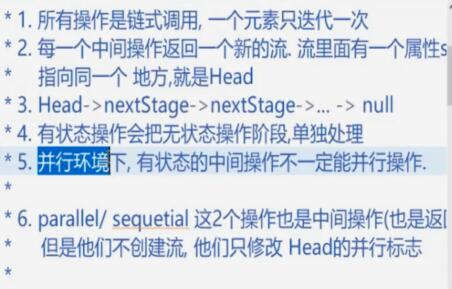 * 1. 所有操作是链式调用, 一个元素只迭代一次
* 2. 每一个中间操作返回一个新的流. 流里面有一个属性s
指向同一个 地方,就是Head
* 3. Head->nextStage->nextStage->... -> null
* 4. 有状态操作会把无状态操作阶段,单独处理
* 5. 并行环境下, 有状态的中间操作不一定能并行操作.
*
* 6. parallel/ sequetial 这2个操作也是中间操作(也是返回
* 但是他们不创建流, 他们只修改 Head的并行标志
*